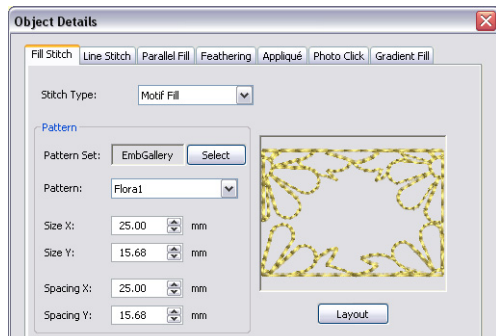 Object Details
Fill Stitch Line Stitch Parallel Fill Feathering Appliqué Photo Click Gradient Fill
Stitch Type: Motif Fill
Pattern
Pattern Set: EmbGallery Select
Pattern: Flora1
Size X: 25.00 mm
Size Y: 15.68 mm
Spacing X: 25.00 mm
Spacing Y: 15.68 mm
Layout